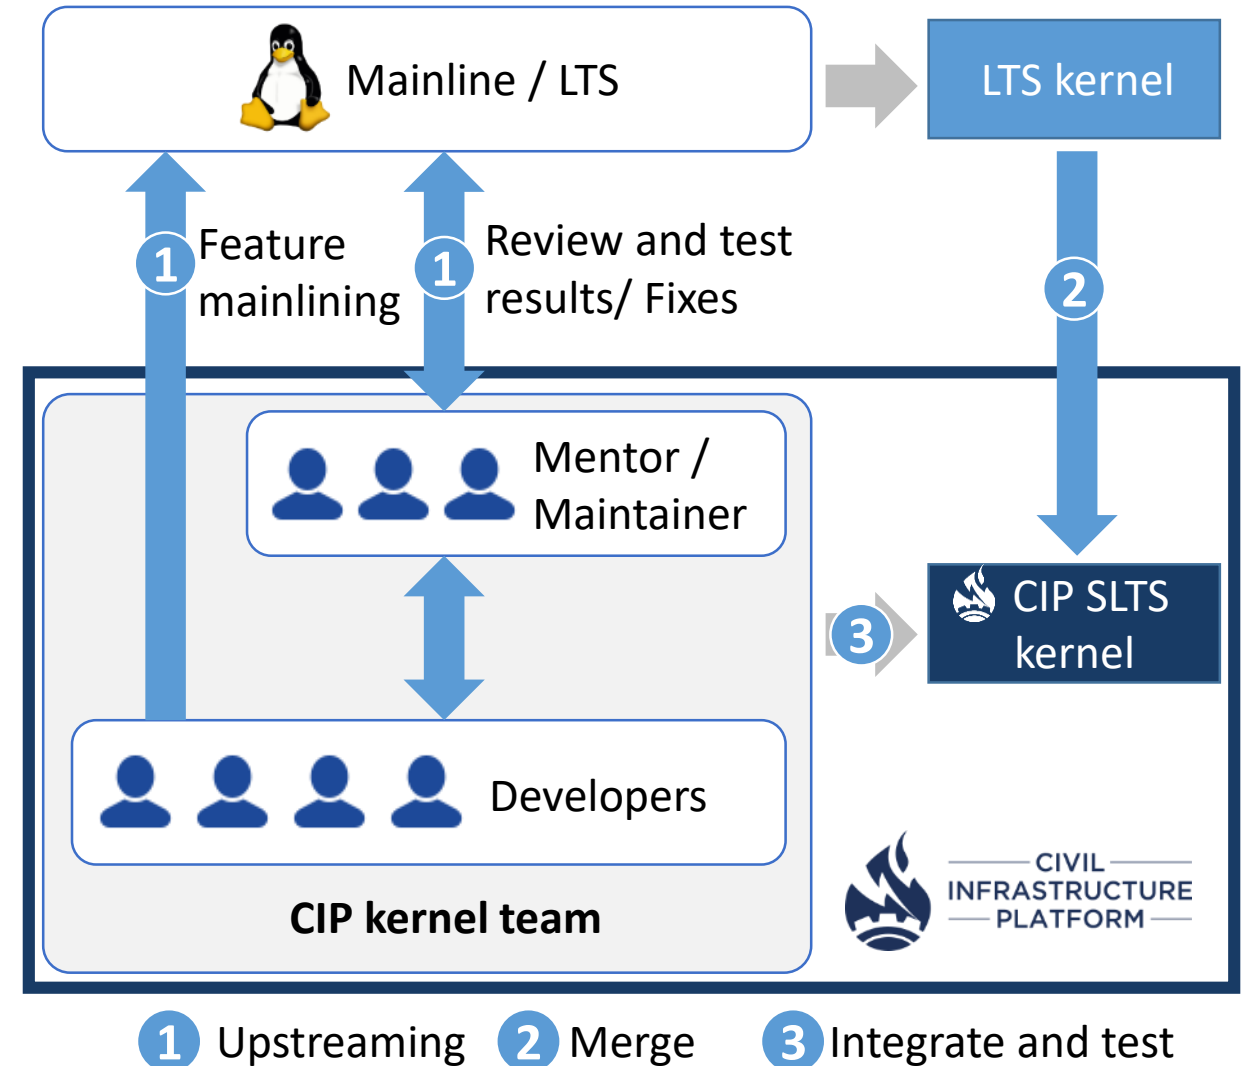 Mainline / LTS
LTS kernel
1
Feature
mainlining
1
Review and test
results/ Fixes
2
Mentor /
Maintainer
3
CIP SLTS
kernel
Developers
CIP kernel team
CIVIL
INFRASTRUCTURE
PLATFORM
1 Upstreaming
2 Merge
3 Integrate and test